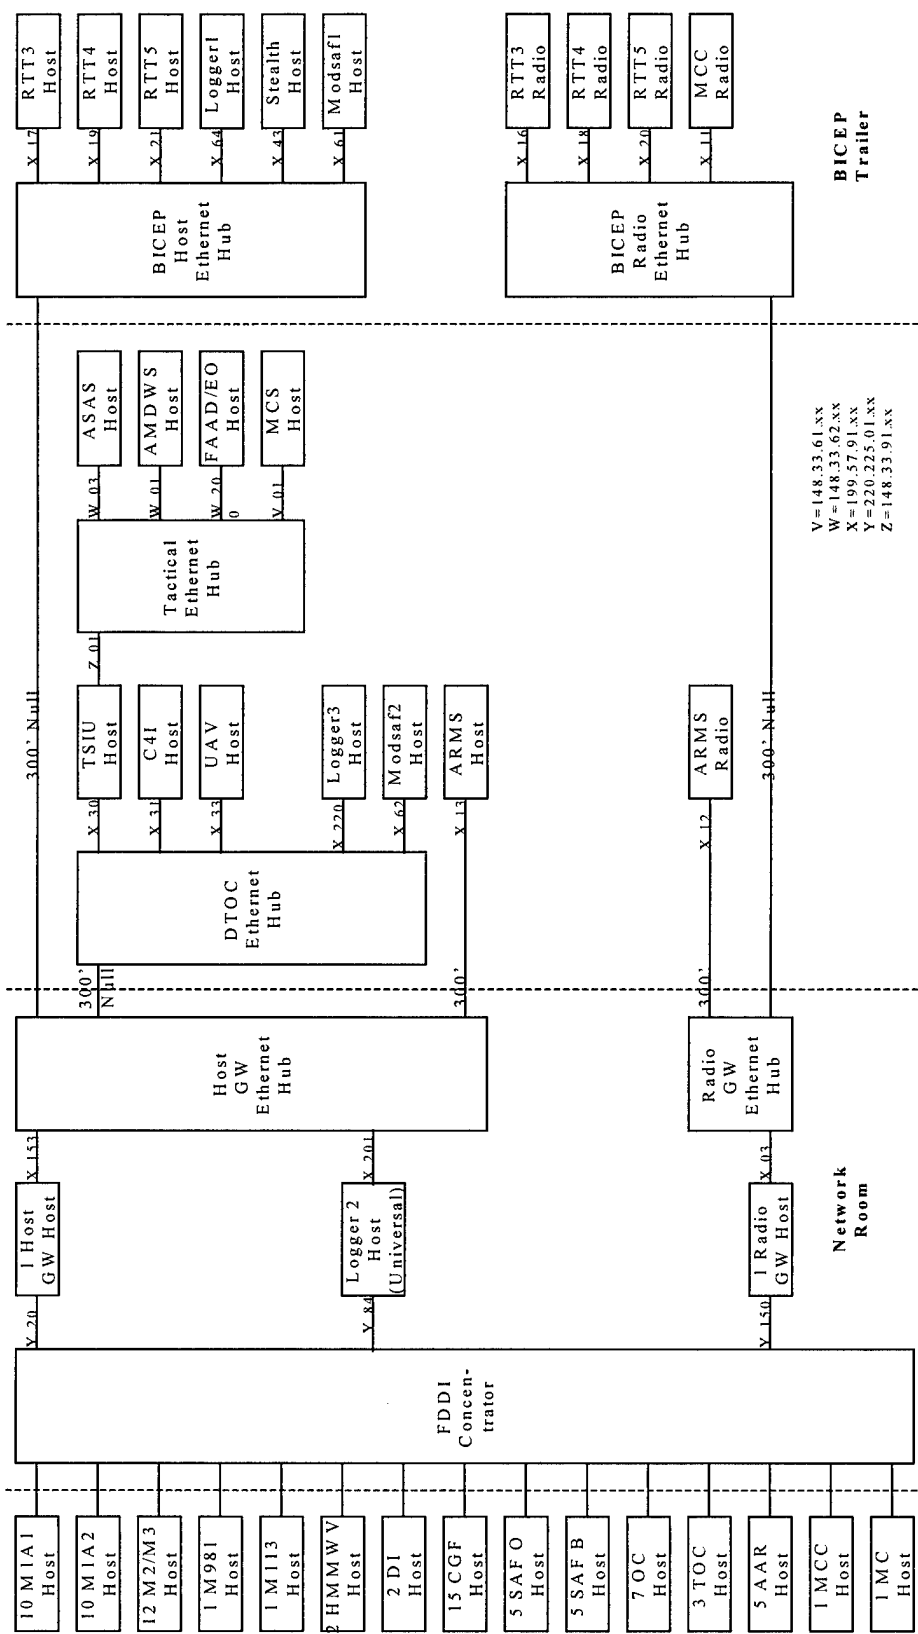 10 M1A1
Host
10 M1A2
Host
12 M2/M3
Host
1 M981
Host
1 M113
Host
2 HMMWV
Host
2 DI
Host
15 CGF
Host
5 SAF O
Host
5 SAF B
Host
7 OC
Host
3 TOC
Host
5 AAR
Host
1 MCC
Host
1 MC
Host
FDDI
Concen-
trator
Y 20
Y 84
Y 150
1 Host
GW Host
Logger 2
Host
(Universal)
1 Radio
GW Host
Network
Room
X 153
X 201
X 03
Host
GW
Ethernet
Hub
Radio
GW
Ethernet
Hub
300'
Null
300'
300'
DTOC
Ethernet
Hub
X 30
X 31
X 33
X 220
X 62
X 13
X 12
300' Null
TSIU
Host
C4I
Host
UAV
Host
Logger3
Host
Modsaf2
Host
ARMS
Host
ARMS
Radio
300' Null
Z 01
Tactical
Ethernet
Hub
W 03
W 01
W 20
0
V 01
ASAS
Host
AMDWS
Host
FAAD/EO
Host
MCS
Host
V=148.33.61.xx
W=148.33.62.xx
X=199.57.91.xx
Y=220.225.01.xx
Z=148.33.91.xx
BICEP
Host
Ethernet
Hub
BICEP
Radio
Ethernet
Hub
X 17
X 19
X 21
X 64
X 43
X 61
X 16
X 18
X 20
X 11
RTT3
Host
RTT4
Host
RTT5
Host
Logger1
Host
Stealth
Host
Modsaf1
Host
RTT3
Radio
RTT4
Radio
RTT5
Radio
MCC
Radio
BICEP
Trailer